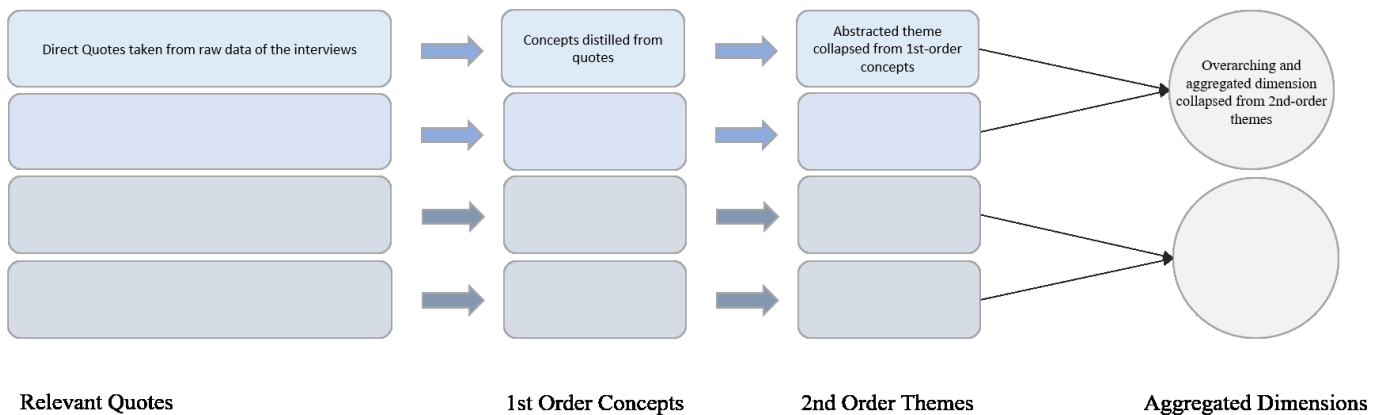 Direct Quotes taken from raw data of the interviews
Concepts distilled from
quotes
Abstracted theme
collapsed from 1st-order
concepts
Overarching and
aggregated dimension
collapsed from 2nd-order
themes
Relevant Quotes
1st Order Concepts
2nd Order Themes
Aggregated Dimensions